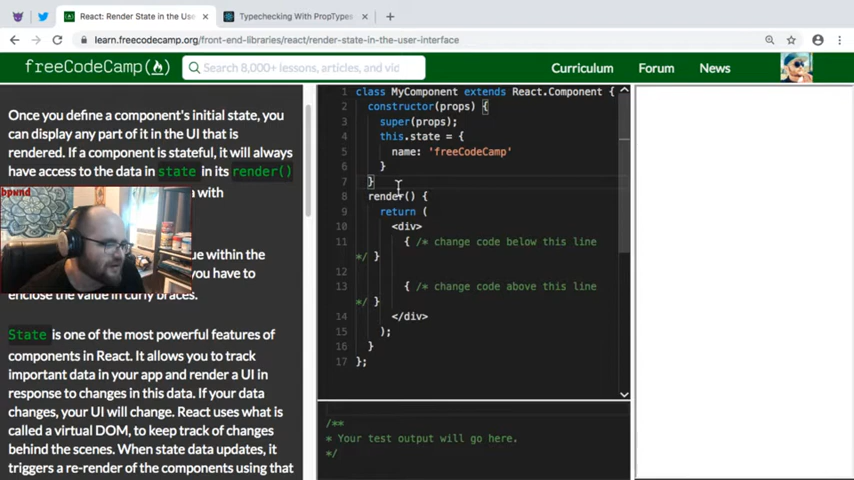 React: Render State in the Use
Typechecking With PropTypes
learn.freecodecamp.org/front-end-libraries/react/render-state-in-the-user-interface
freeCodeCamp
Search 8,000+ lessons, articles, and vid
Curriculum
Forum
News
Once you define a component's initial state, you
can display any part of it in the UI that is
rendered. If a component is stateful, it will always
have access to the data in state in its render()
with
bpwnd
ue within the
you have to
enclose the value in curly braces.
State is one of the most powerful features of
components in React. It allows you to track
important data in your app and render a UI in
response to changes in this data. If your data
changes, your UI will change. React uses what is
called a virtual DOM, to keep track of changes
behind the scenes. When state data updates, it
triggers a re-render of the components using that
1 class MyComponent extends React.Component {
2 constructor(props) {
3 super(props);
4 this.state = {
5 name: 'freeCodeCamp'
6 }
7 }
8 render() {
9 return (
10 <div>
11 { /* change code below this line
*/ }
12
13 { /* change code above this line
*/ }
14 </div>
15 );
16 }
17 };
/**
* Your test output will go here.
*/